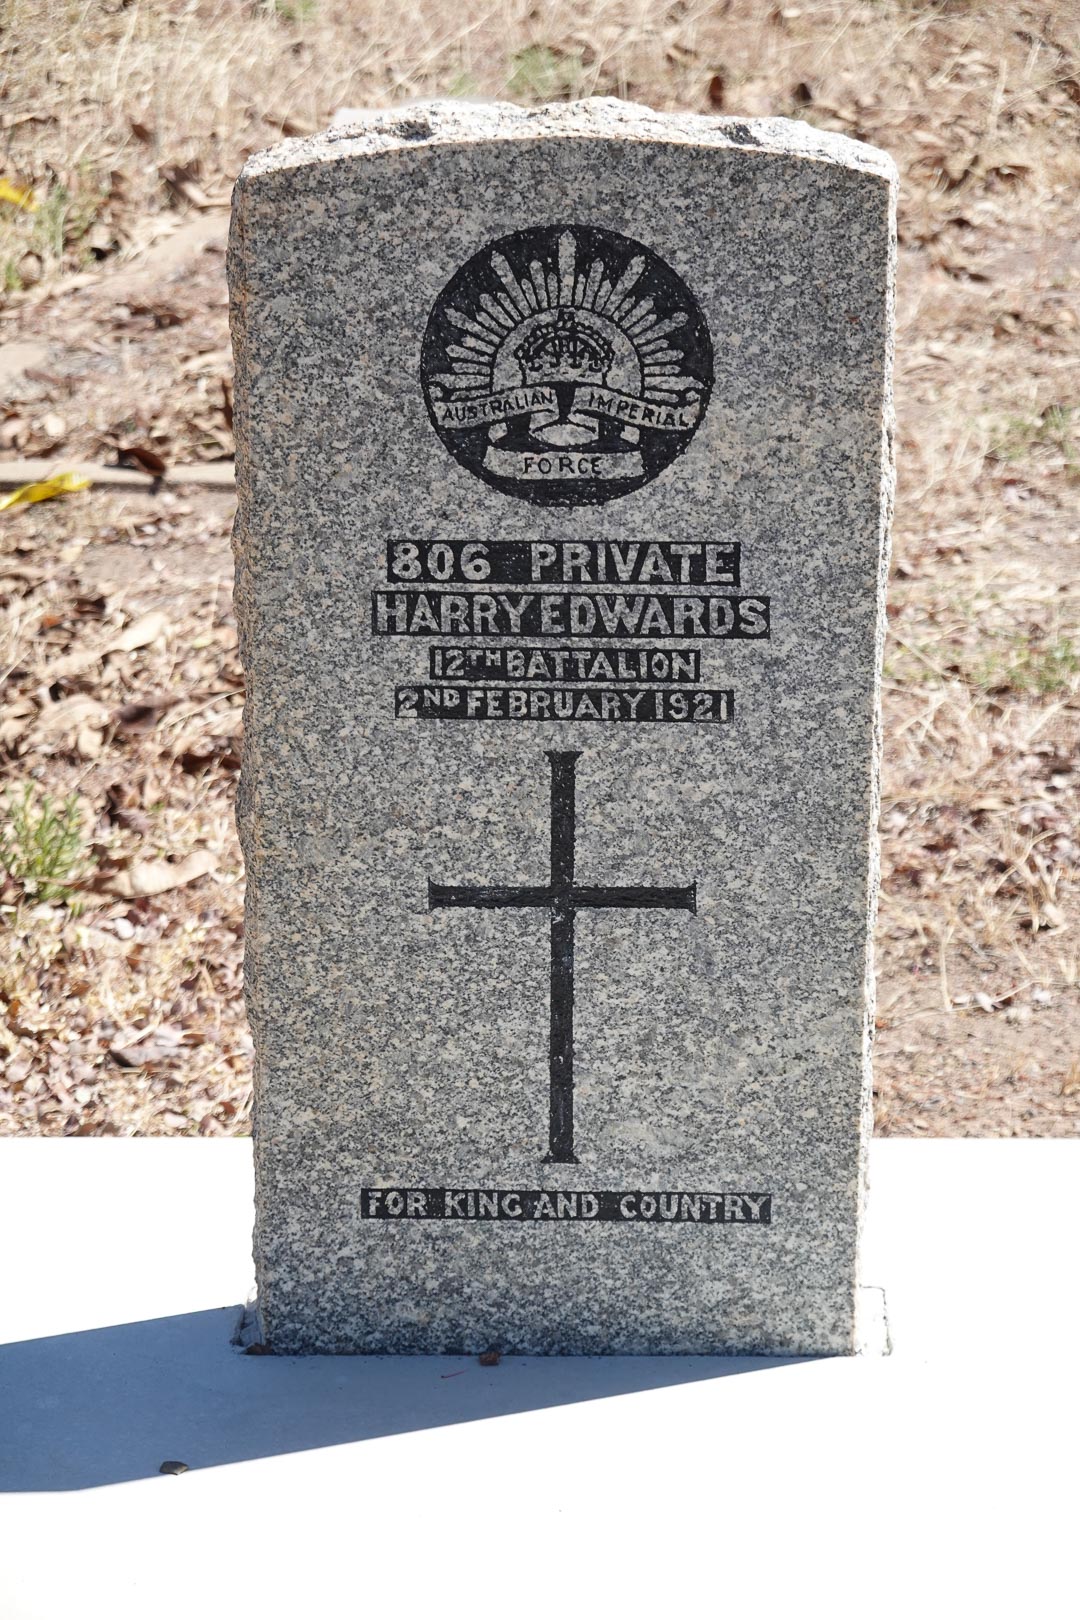 AUSTRALIAN IMPERIAL
FORCE
806 PRIVATE
HARRY EDWARDS
12TH BATTALION
2ND FEBRUARY 1921
FOR KING AND COUNTRY